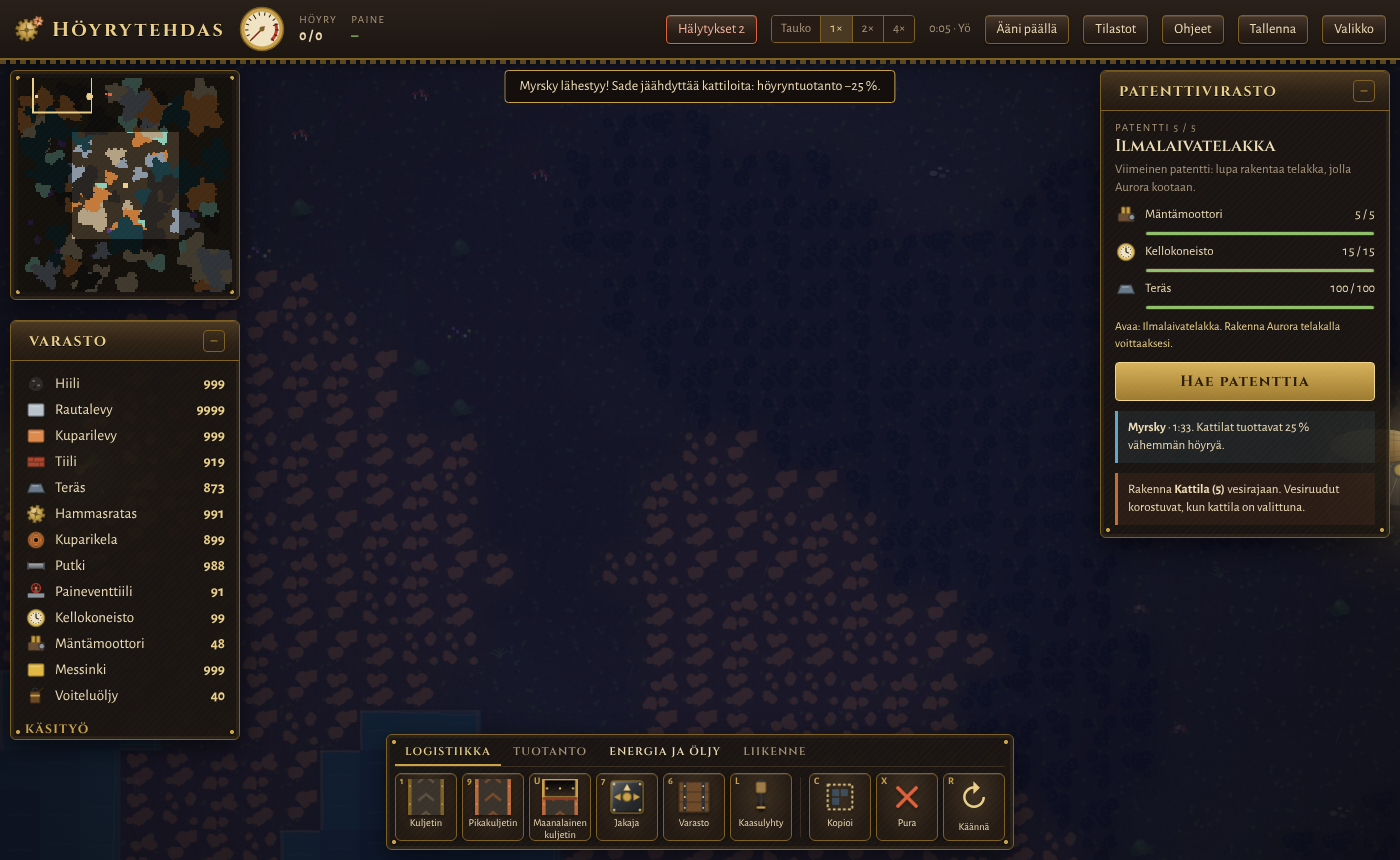 Höyrytehdas
HÖYRY
0/0
PAINE
–
Hälytykset 2
Tauko 1× 2× 4×
0:05 · Yö
Ääni päällä
Tilastot
Ohjeet
Tallenna
Valikko
Myrsky lähestyy! Sade jäähdyttää kattiloita: höyryntuotanto −25 %.
VARASTO
Hiili 999
Rautalevy 9999
Kuparilevy 999
Tiili 919
Teräs 873
Hammasratas 991
Kuparikela 899
Putki 988
Paineventtiili 91
Kellokoneisto 99
Mäntämoottori 48
Messinki 999
Voiteluöljy 40
KÄSITYÖ
PATENTTIVIRASTO
PATENTTI 5 / 5
Ilmalaivatelakka
Viimeinen patentti: lupa rakentaa telakka, jolla
Aurora kootaan.
Mäntämoottori 5 / 5
Kellokoneisto 15 / 15
Teräs 100 / 100
Avaa: Ilmalaivatelakka. Rakenna Aurora telakalla
voittaaksesi.
Hae patenttia
Myrsky · 1:33. Kattilat tuottavat 25 %
vähemmän höyryä.
Rakenna Kattila (5) vesirajaan. Vesiruudut
korostuvat, kun kattila on valittuna.
LOGISTIIKKA TUOTANTO ENERGIA JA ÖLJY LIIKENNE
1 Kuljetin
9 Pikakuljetin
U Maanalainen
kuljetin
7 Jakaja
6 Varasto
L Kaasulyhty
C Kopioi
X Pura
R Käännä